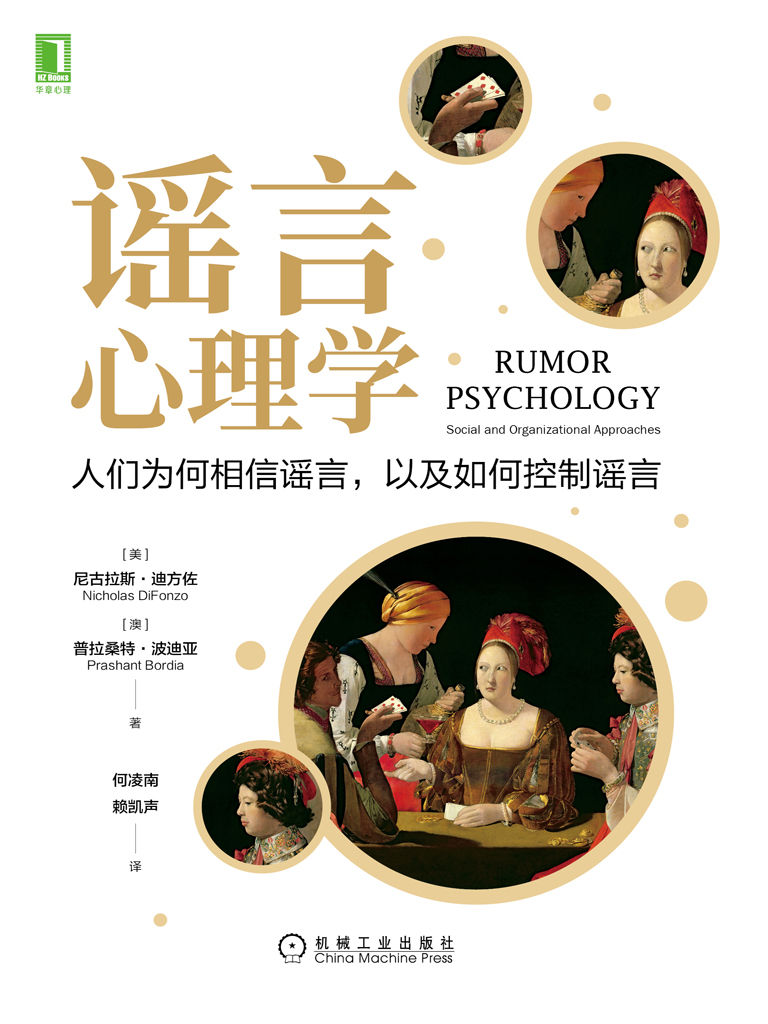 HZ BOOKS
华章心理
谣言
心理学
RUMOR
PSYCHOLOGY
Social and Organizational Approaches
人们为何相信谣言，以及如何控制谣言
［美］
尼古拉斯·迪方佐
Nicholas DiFonzo
［澳］
普拉桑特·波迪亚
Prashant Bordia
著
何凌南
赖凯声
译
机械工业出版社
China Machine Press